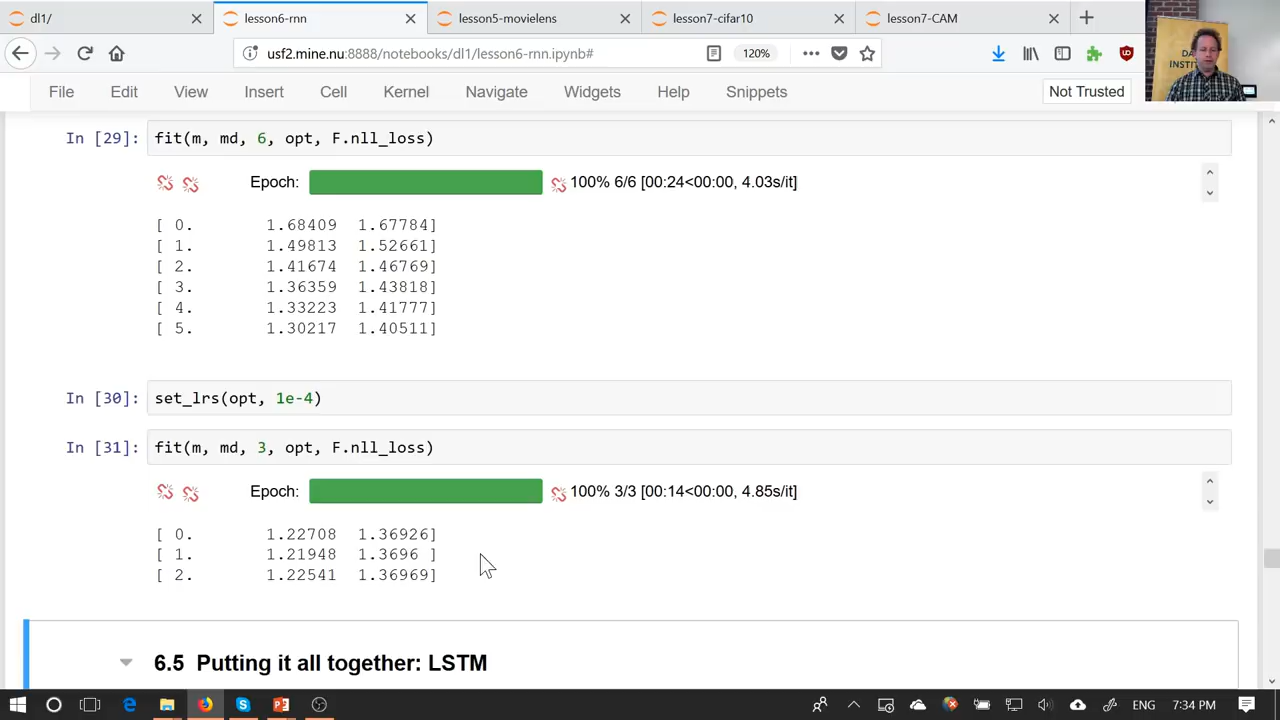 dl1/
lesson6-rnn
lesson5-movielens
lesson7-cifar10
lesson7-CAM
usf2.mine.nu:8888/notebooks/dl1/lesson6-rnn.ipynb#
120%
File Edit View Insert Cell Kernel Navigate Widgets Help Snippets
Not Trusted
In [29]: fit(m, md, 6, opt, F.nll_loss)
Epoch: 100% 6/6 [00:24<00:00, 4.03s/it]
[ 0. 1.68409 1.67784]
[ 1. 1.49813 1.52661]
[ 2. 1.41674 1.46769]
[ 3. 1.36359 1.43818]
[ 4. 1.33223 1.41777]
[ 5. 1.30217 1.40511]
In [30]: set_lrs(opt, 1e-4)
In [31]: fit(m, md, 3, opt, F.nll_loss)
Epoch: 100% 3/3 [00:14<00:00, 4.85s/it]
[ 0. 1.22708 1.36926]
[ 1. 1.21948 1.3696 ]
[ 2. 1.22541 1.36969]
6.5 Putting it all together: LSTM
ENG 7:34 PM